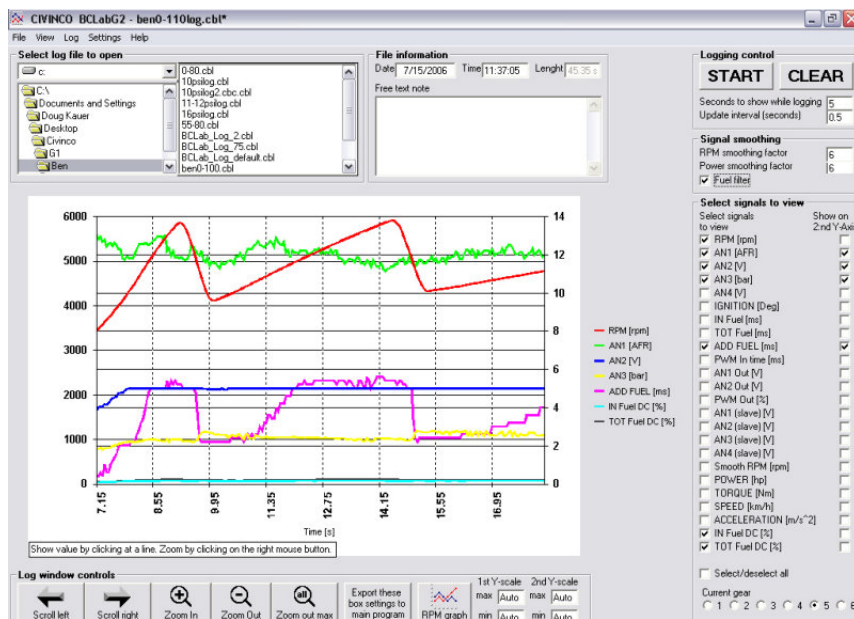 CIVINCO BCLabG2 - ben0-110log.cbl*
File View Log Settings Help
Select log file to open
c:
C:\
Documents and Settings
Doug Kauer
Desktop
Civinco
G1
Ben
0-80.cbl
10psilog.cbl
10psilog2.cbc.cbl
11-12psilog.cbl
16psilog.cbl
55-80.cbl
BCLab_Log_2.cbl
BCLab_Log_75.cbl
BCLab_Log_default.cbl
ben0-100.cbl
File information
Date 7/15/2006 Time 11:37:05 Lenght 45.35 s
Free text note
Logging control
START CLEAR
Seconds to show while logging 5
Update interval (seconds) 0.5
Signal smoothing
RPM smoothing factor 6
Power smoothing factor 6
Fuel filter
Select signals to view
Select signals to view
Show on 2:nd Y-Axis
RPM [rpm]
AN1 [AFR]
AN2 [V]
AN3 [bar]
AN4 [V]
IGNITION [Deg]
IN Fuel [ms]
TOT Fuel [ms]
ADD FUEL [ms]
PWM In time [ms]
AN1 Out [V]
AN2 Out [V]
PWM Out [%]
AN1 (slave) [V]
AN2 (slave) [V]
AN3 (slave) [V]
AN4 (slave) [V]
Smooth RPM [rpm]
POWER [hp]
TORQUE [Nm]
SPEED [km/h]
ACCELERATION [m/s^2]
IN Fuel DC [%]
TOT Fuel DC [%]
Select/deselect all
Current gear
1 2 3 4 5 6
6000
5000
4000
3000
2000
1000
0
14
12
10
8
6
4
2
0
7.15 8.55 9.95 11.35 12.75 14.15 15.55 16.95
Time [s]
RPM [rpm]
AN1 [AFR]
AN2 [V]
AN3 [bar]
ADD FUEL [ms]
IN Fuel DC [%]
TOT Fuel DC [%]
Show value by clicking at a line. Zoom by clicking on the right mouse button.
Log window controls
Scroll left
Scroll right
Zoom In
Zoom Out
all
Zoom out max
Export these box settings to main program
RPM graph
1st Y-scale
max Auto
min Auto
2nd Y-scale
max Auto
min Auto